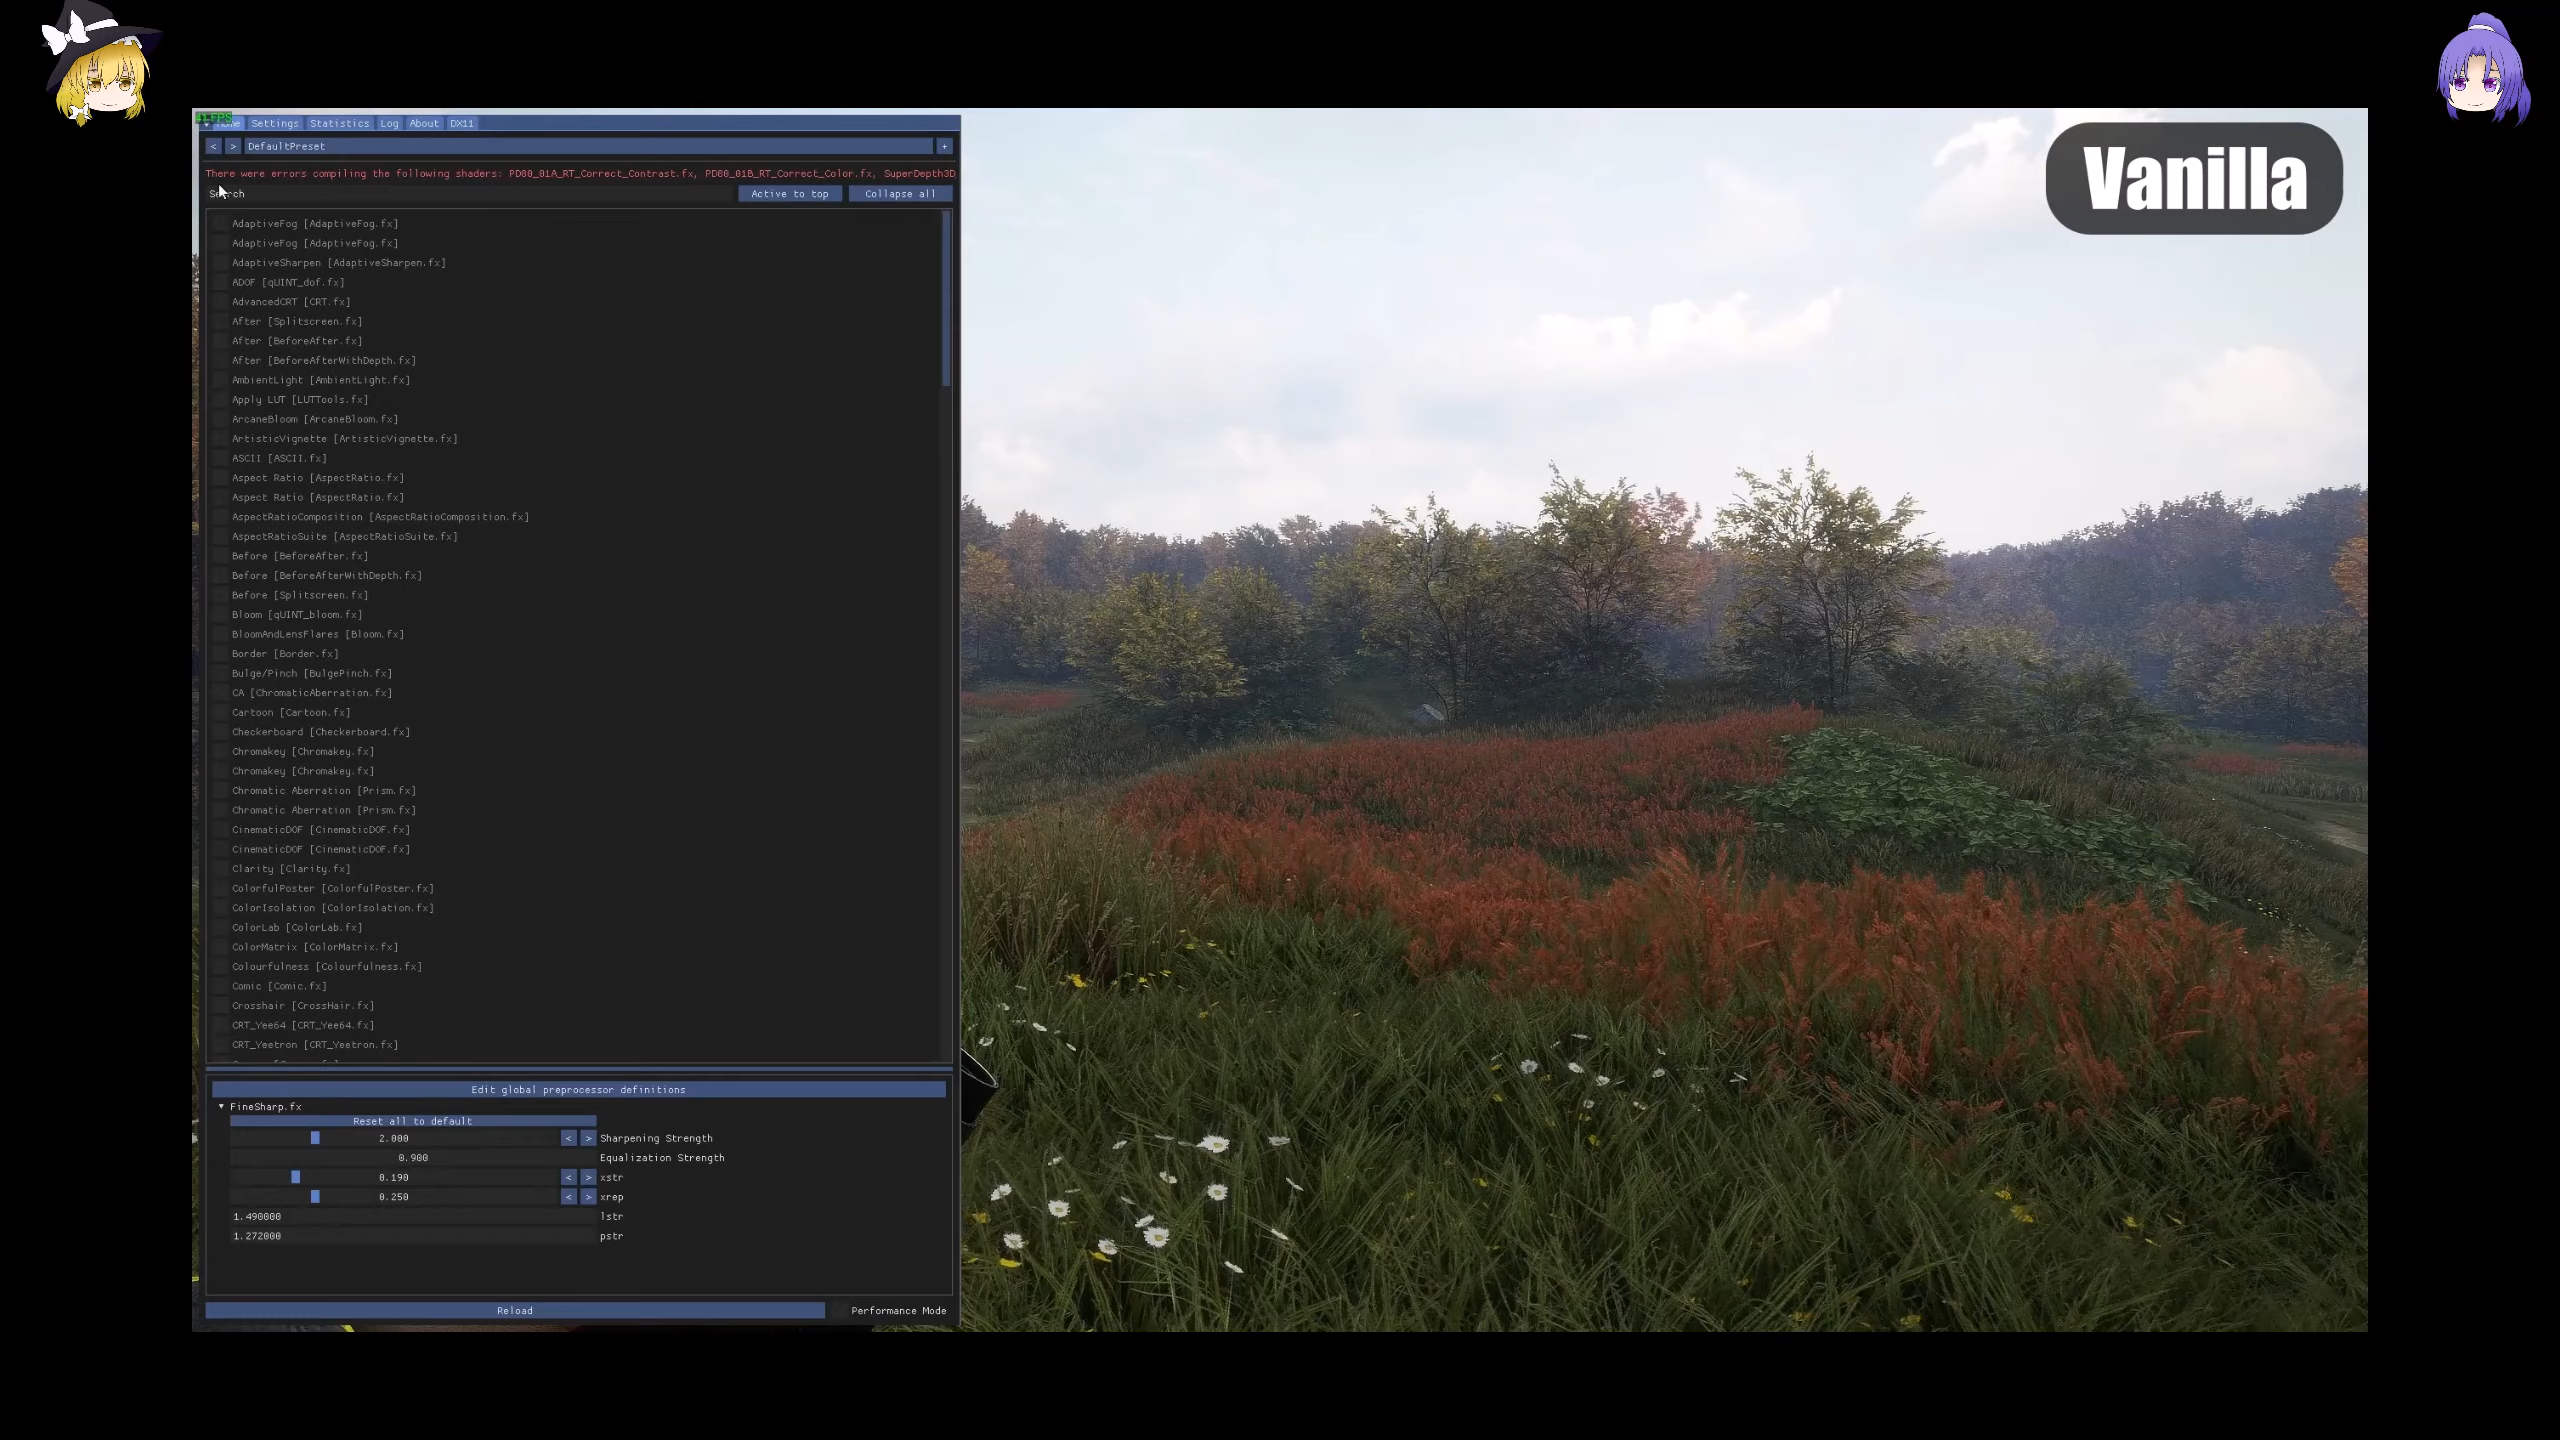 Home Settings Statistics Log About DX11
< > DefaultPreset +
Vanilla
There were errors compiling the following shaders: PD80_01A_RT_Correct_Contrast.fx, PD80_01B_RT_Correct_Color.fx, SuperDepth3D
Search Active to top Collapse all
AdaptiveFog [AdaptiveFog.fx]
AdaptiveFog [AdaptiveFog.fx]
AdaptiveSharpen [AdaptiveSharpen.fx]
ADOF [qUINT_dof.fx]
AdvancedCRT [CRT.fx]
After [Splitscreen.fx]
After [BeforeAfter.fx]
After [BeforeAfterWithDepth.fx]
AmbientLight [AmbientLight.fx]
Apply LUT [LUTTools.fx]
ArcaneBloom [ArcaneBloom.fx]
ArtisticVignette [ArtisticVignette.fx]
ASCII [ASCII.fx]
Aspect Ratio [AspectRatio.fx]
Aspect Ratio [AspectRatio.fx]
AspectRatioComposition [AspectRatioComposition.fx]
AspectRatioSuite [AspectRatioSuite.fx]
Before [BeforeAfter.fx]
Before [BeforeAfterWithDepth.fx]
Before [Splitscreen.fx]
Bloom [qUINT_bloom.fx]
BloomAndLensFlares [Bloom.fx]
Border [Border.fx]
Bulge/Pinch [BulgePinch.fx]
CA [ChromaticAberration.fx]
Cartoon [Cartoon.fx]
Checkerboard [Checkerboard.fx]
Chromakey [Chromakey.fx]
Chromakey [Chromakey.fx]
Chromatic Aberration [Prism.fx]
Chromatic Aberration [Prism.fx]
CinematicDOF [CinematicDOF.fx]
CinematicDOF [CinematicDOF.fx]
Clarity [Clarity.fx]
ColorfulPoster [ColorfulPoster.fx]
ColorIsolation [ColorIsolation.fx]
ColorLab [ColorLab.fx]
ColorMatrix [ColorMatrix.fx]
Colourfulness [Colourfulness.fx]
Comic [Comic.fx]
Crosshair [CrossHair.fx]
CRT_Yee64 [CRT_Yee64.fx]
CRT_Yeetron [CRT_Yeetron.fx]
Edit global preprocessor definitions
FineSharp.fx
Reset all to default
2.000 < > Sharpening Strength
0.900 Equalization Strength
0.190 < > xstr
0.250 < > xrep
1.490000 lstr
1.272000 pstr
Reload Performance Mode